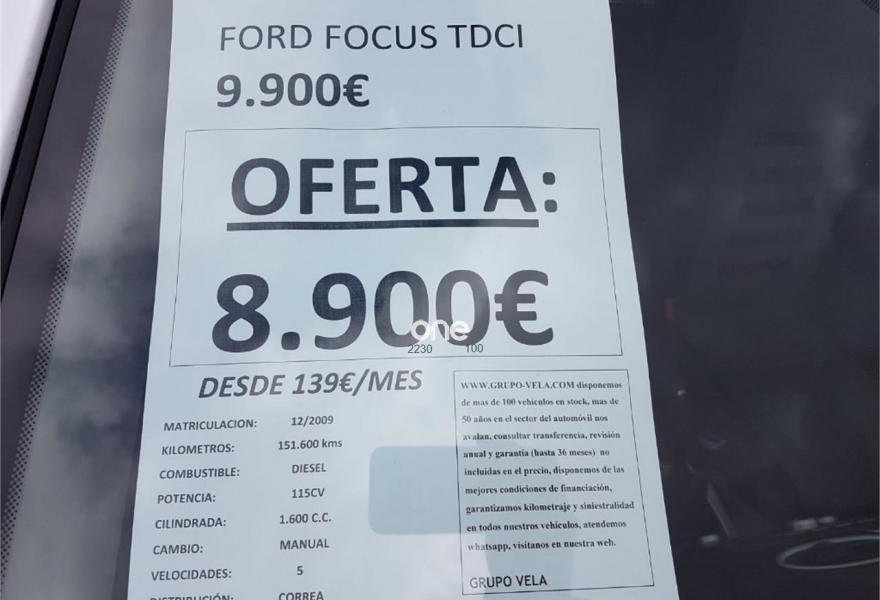 FORD FOCUS TDCI
9.900€
OFERTA:
8.900€
one
2230 100
DESDE 139€/MES
MATRICULACION: 12/2009
KILOMETROS: 151.600 kms
COMBUSTIBLE: DIESEL
POTENCIA: 115CV
CILINDRADA: 1.600 C.C.
CAMBIO: MANUAL
VELOCIDADES: 5
DISTRIBUCIÓN: CORREA
WWW.GRUPO-VELA.COM disponemos
de mas de 100 vehiculos en stock, mas de
50 años en el sector del automóvil nos
avalan, consultar transferencia, revisión
anual y garantía (hasta 36 meses) no
incluidas en el precio, disponemos de las
mejores condiciones de financiación,
garantizamos kilometraje y siniestralidad
en todos nuestros vehículos, atendemos
whatsapp, visítanos en nuestra web.
GRUPO VELA